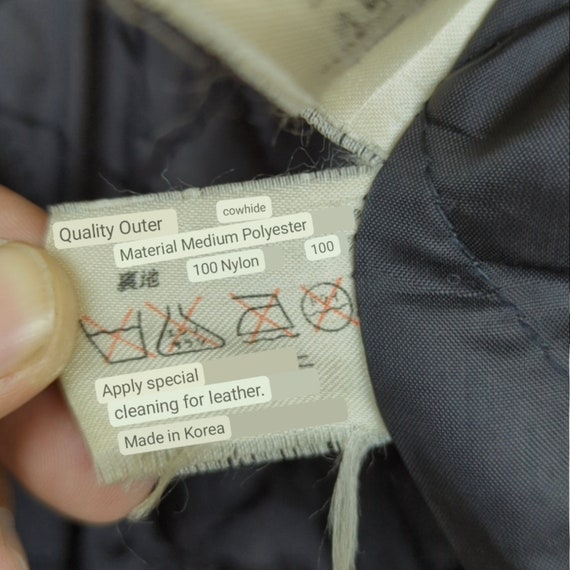 Quality Outer
cowhide
Material Medium Polyester
100
100 Nylon
裏地
Apply special
cleaning for leather.
Made in Korea